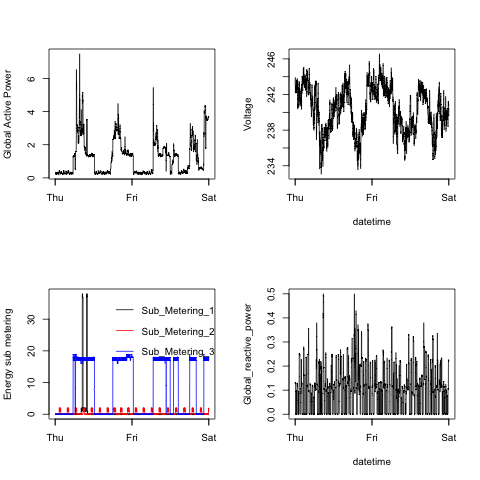 Global Active Power
0 2 4 6
Thu Fri Sat
Voltage
234 238 242 246
Thu Fri Sat
datetime
Energy sub metering
0 10 20 30
Sub_Metering_1
Sub_Metering_2
Sub_Metering_3
Thu Fri Sat
Global_reactive_power
0.0 0.1 0.2 0.3 0.4 0.5
Thu Fri Sat
datetime